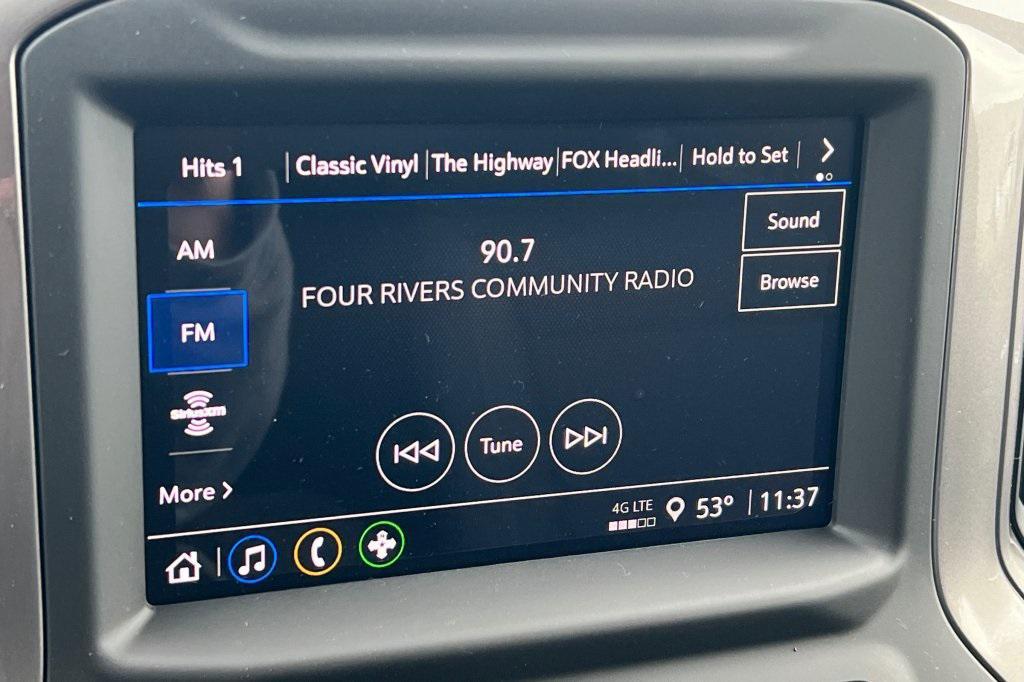 Hits 1
Classic Vinyl
The Highway
FOX Headli...
Hold to Set
AM
90.7
Sound
FOUR RIVERS COMMUNITY RADIO
Browse
FM
SiriusXM
Tune
More
4G LTE
53°
11:37